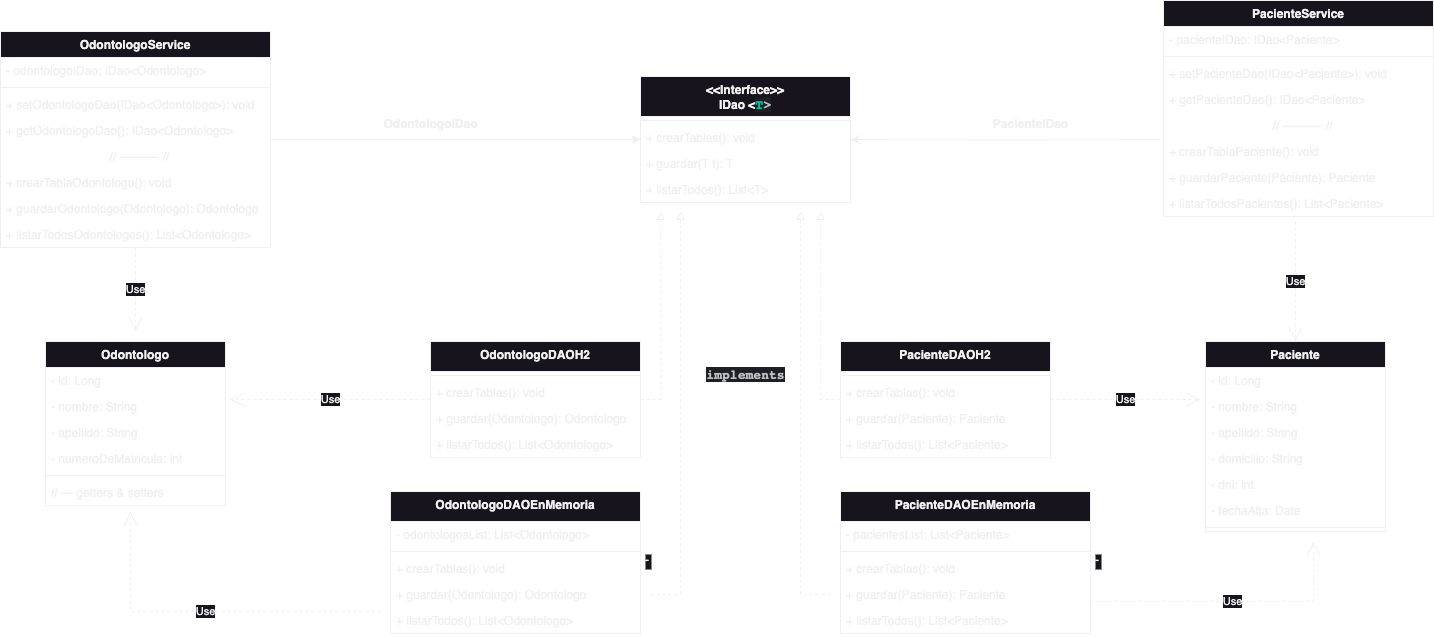 OdontologoService
- odontologoIDao: IDao<Odontologo>
+ setOdontologoDao(IDao<Odontologo>): void
+ getOdontologoDao(): IDao<Odontologo>
// ---------- //
+ crearTablaOdontologo(): void
+ guardarOdontologo(Odontologo): Odontologo
+ listarTodosOdontologos(): List<Odontologo>
OdontologoIDao
<<Interface>>
IDao <T>
+ crearTablas(): void
+ guardar(T t): T
+ listarTodos(): List<T>
PacienteIDao
PacienteService
- pacienteIDao: IDao<Paciente>
+ setPacienteDao(IDao<Paciente>): void
+ getPacienteDao(): IDao<Paciente>
// ---------- //
+ crearTablaPaciente(): void
+ guardarPaciente(Paciente): Paciente
+ listarTodosPacientes(): List<Paciente>
Use
Use
Odontologo
- id: Long
- nombre: String
- apellido: String
- numeroDeMatricula: int
// --- getters & setters
Use
OdontologoDAOH2
+ crearTablas(): void
+ guardar(Odontologo): Odontologo
+ listarTodos(): List<Odontologo>
implements
PacienteDAOH2
+ crearTablas(): void
+ guardar(Paciente): Paciente
+ listarTodos(): List<Paciente>
Use
Paciente
- id: Long
- nombre: String
- apellido: String
- domicilio: String
- dni: int
- fechaAlta: Date
OdontologoDAOEnMemoria
- odontologosList: List<Odontologo>
+ crearTablas(): void
+ guardar(Odontologo): Odontologo
+ listarTodos(): List<Odontologo>
-
PacienteDAOEnMemoria
- pacientesList: List<Paciente>
+ crearTablas(): void
+ guardar(Paciente): Paciente
+ listarTodos(): List<Paciente>
-
Use
Use